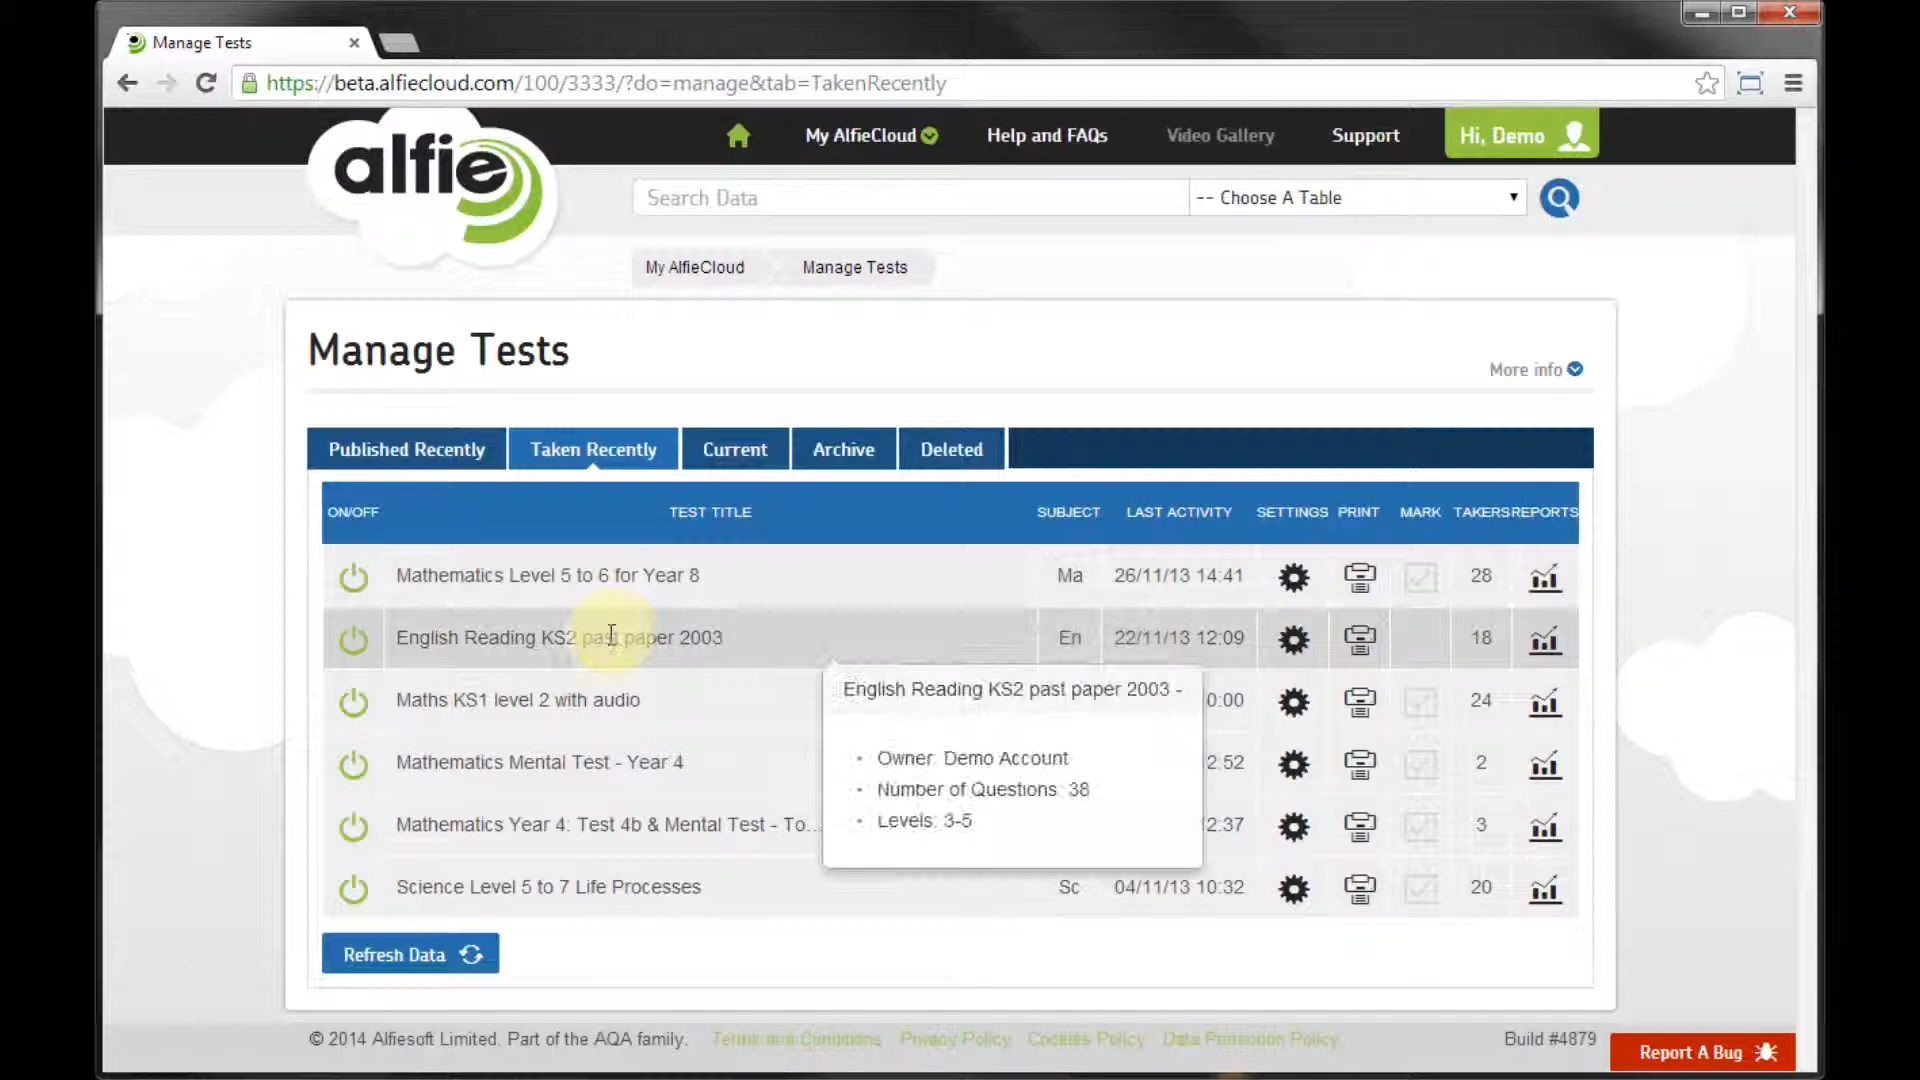 Manage Tests
https://beta.alfiecloud.com/100/3333/?do=manage&tab=TakenRecently
alfie
My AlfieCloud
Help and FAQs
Video Gallery
Support
Hi, Demo
Search Data
-- Choose A Table
My AlfieCloud
Manage Tests
Manage Tests
More info
Published Recently
Taken Recently
Current
Archive
Deleted
ON/OFF TEST TITLE SUBJECT LAST ACTIVITY SETTINGS PRINT MARK TAKERS REPORTS
Mathematics Level 5 to 6 for Year 8 Ma 26/11/13 14:41 28
English Reading KS2 past paper 2003 En 22/11/13 12:09 18
English Reading KS2 past paper 2003 -
Owner: Demo Account
Number of Questions: 38
Levels: 3-5
Maths KS1 level 2 with audio 0:00 24
Mathematics Mental Test - Year 4 2:52 2
Mathematics Year 4: Test 4b & Mental Test - To... 2:37 3
Science Level 5 to 7 Life Processes Sc 04/11/13 10:32 20
Refresh Data
© 2014 Alfiesoft Limited. Part of the AQA family.
Terms and Conditions
Privacy Policy
Cookies Policy
Data Promotion Policy
Build #4879
Report A Bug